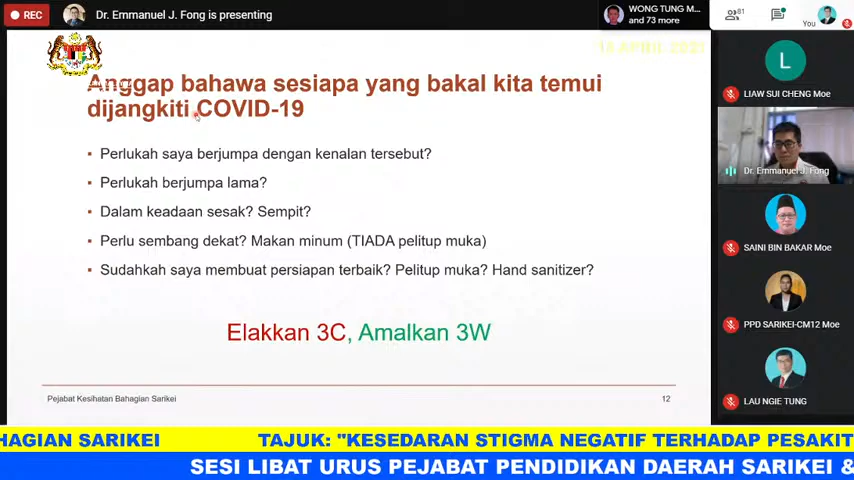 REC
Dr. Emmanuel J. Fong is presenting
WONG TUNG M...
and 73 more
81
You
14 APRIL 2021
Anggap bahawa sesiapa yang bakal kita temui
dijangkiti COVID-19
▪ Perlukah saya berjumpa dengan kenalan tersebut?
▪ Perlukah berjumpa lama?
▪ Dalam keadaan sesak? Sempit?
▪ Perlu sembang dekat? Makan minum (TIADA pelitup muka)
▪ Sudahkah saya membuat persiapan terbaik? Pelitup muka? Hand sanitizer?
Elakkan 3C, Amalkan 3W
Pejabat Kesihatan Bahagian Sarikei
12
L
LIAW SUI CHENG Moe
Dr. Emmanuel J. Fong
SAINI BIN BAKAR Moe
PPD SARIKEI-CM12 Moe
LAU NGIE TUNG
HAGIAN SARIKEI TAJUK: "KESEDARAN STIGMA NEGATIF TERHADAP PESAKIT
SESI LIBAT URUS PEJABAT PENDIDIKAN DAERAH SARIKEI &